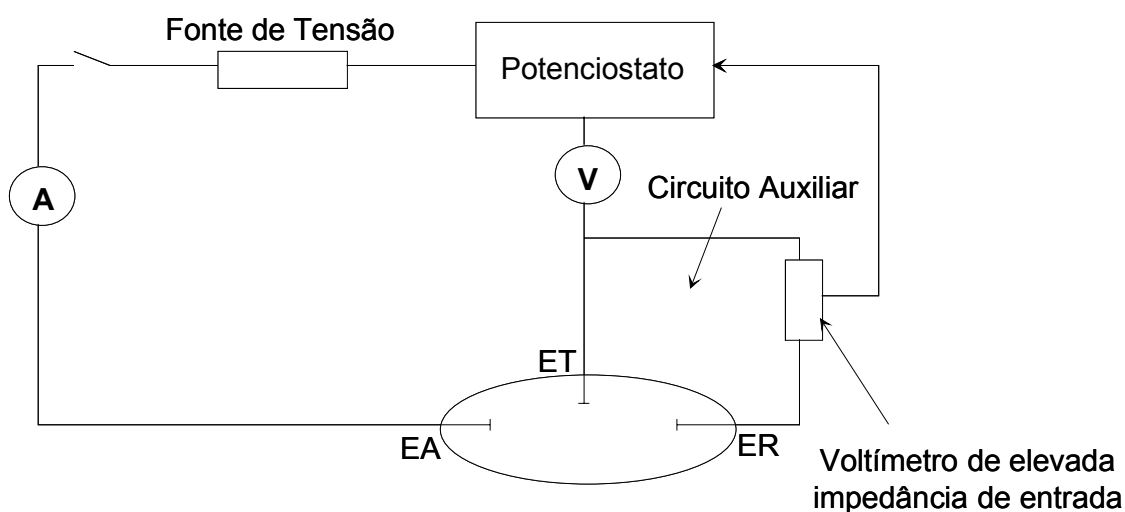 Fonte de Tensão
Potenciostato
A
V
Circuito Auxiliar
ET
EA
ER
Voltímetro de elevada
impedância de entrada